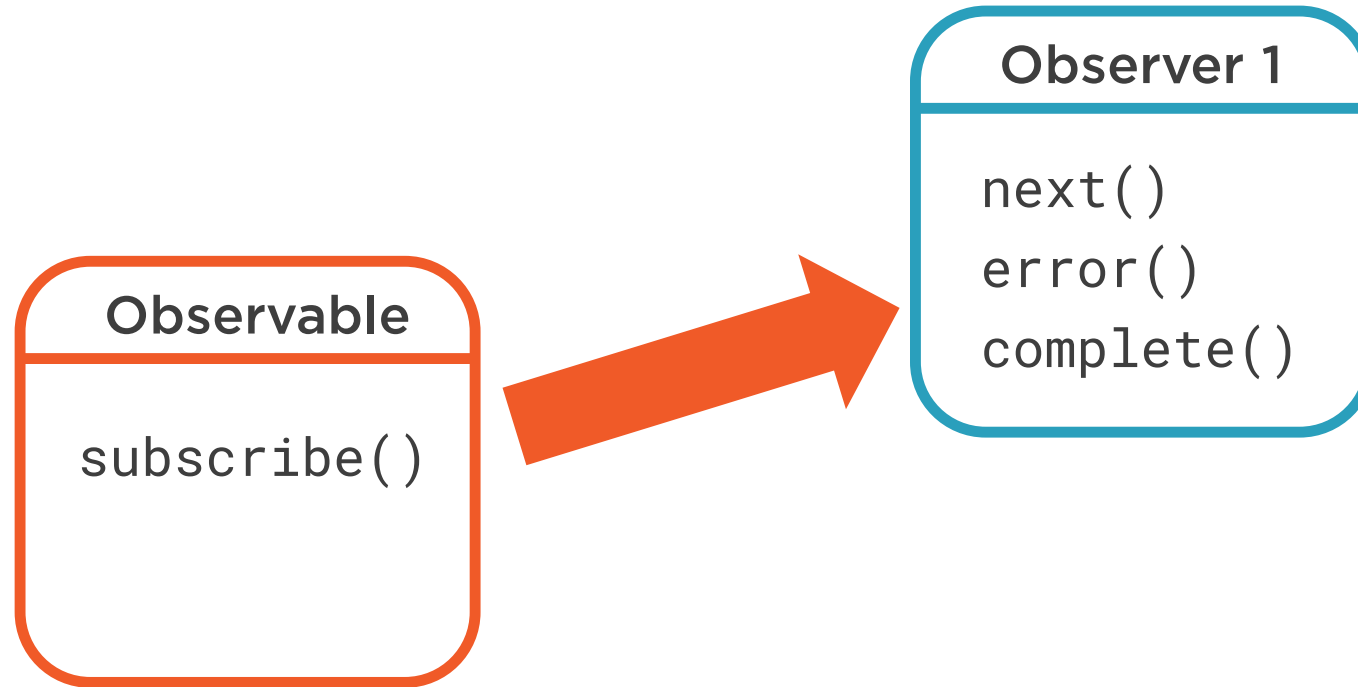 Observer 1
next()
error()
complete()
Observable
subscribe()